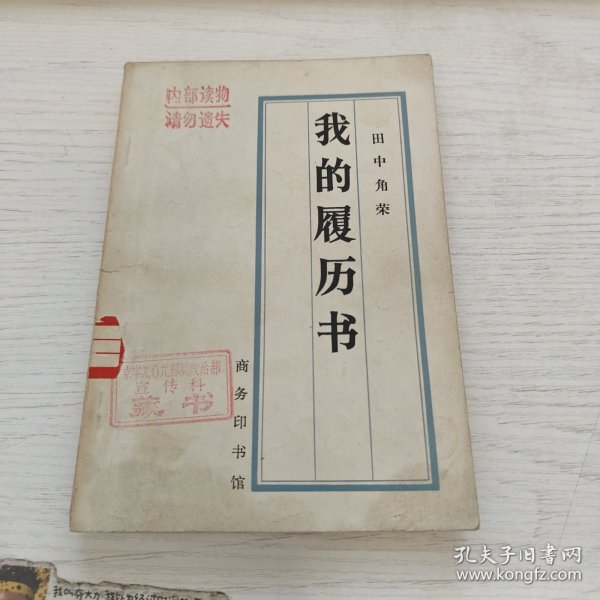 内部读物
请勿遗失
我的履历书
田中角荣
商务印书馆
宣传科
藏书
孔夫子旧书网
www.kongfz.com